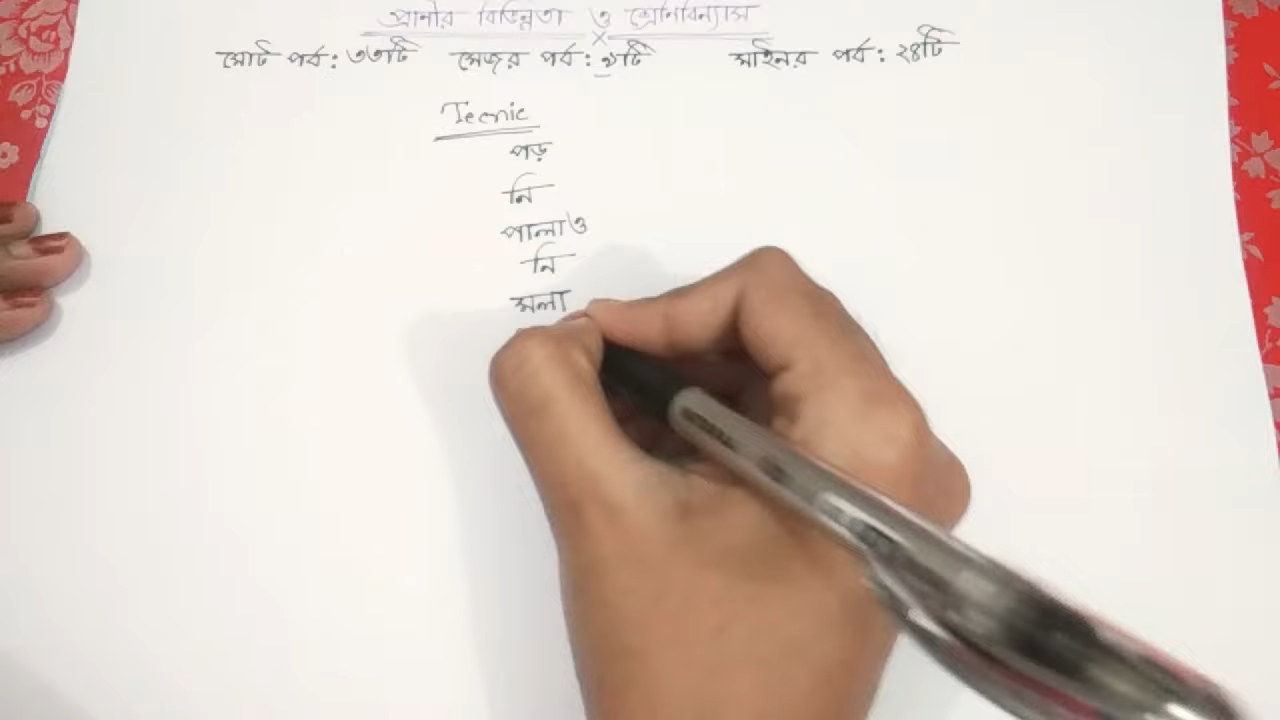 প্রাণীর বিভিন্নতা ও শ্রেণিবিন্যাস
মোট পর্ব: ৩৩টি মেজর পর্ব: ৯টি মাইনর পর্ব: ২৪টি
Tecnic
পড়
নি
পালাও
নি
মলা